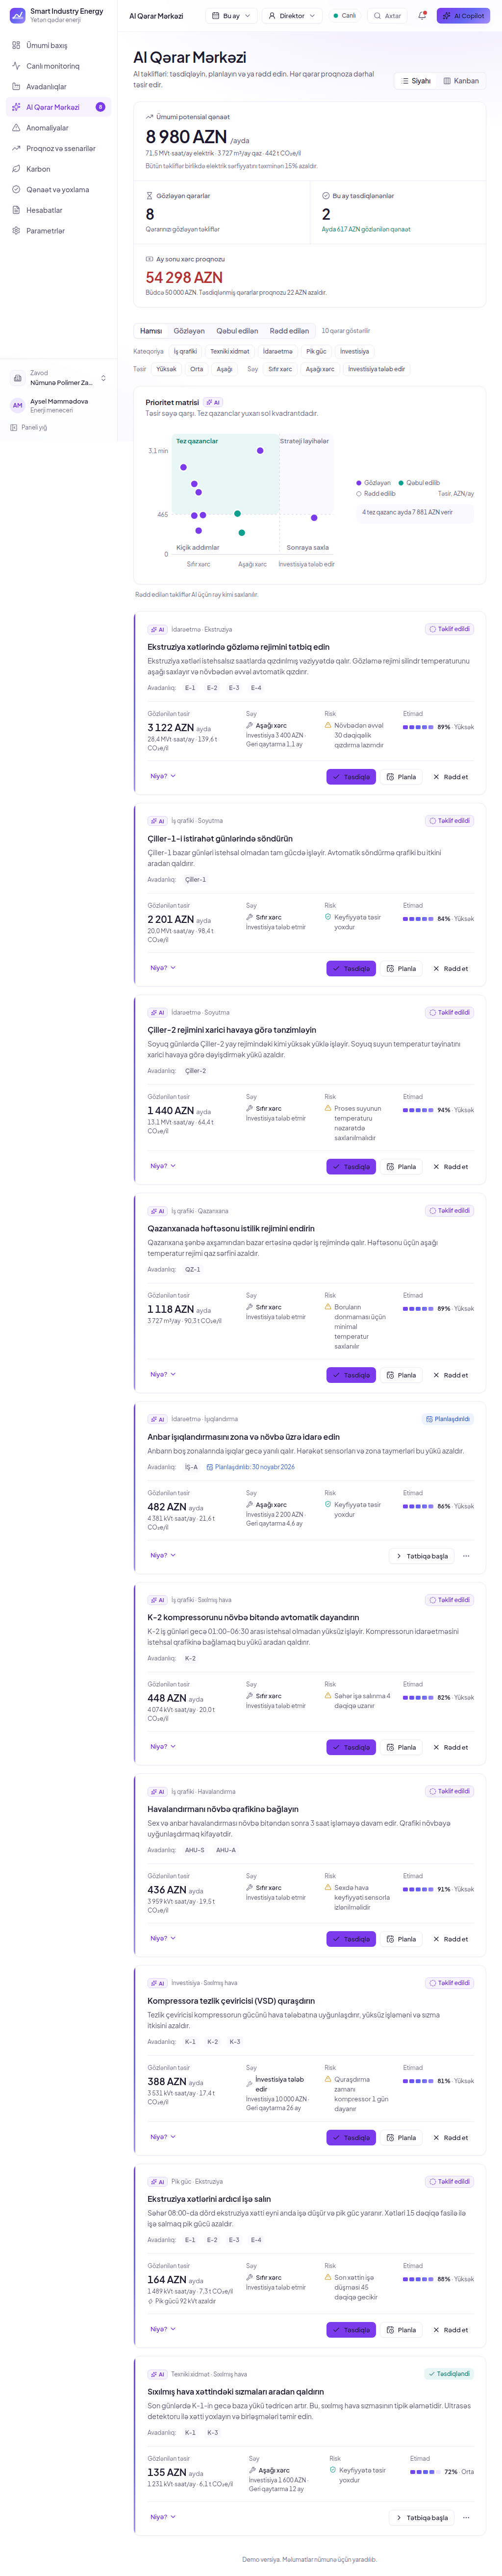 Smart Industry Energy
Yetən qədər enerji
Ümumi baxış
Canlı monitorinq
Avadanlıqlar
AI Qərar Mərkəzi
8
Anomaliyalar
Proqnoz və ssenarilər
Karbon
Qənaət və yoxlama
Hesabatlar
Parametrlər
Zavod
Nümunə Polimer Za...
AM
Aysel Məmmədova
Enerji meneceri
Paneli yığ
AI Qərar Mərkəzi
Bu ay
Direktor
Canlı
Axtar
AI Copilot
AI Qərar Mərkəzi
AI təklifləri: təsdiqləyin, planlayın və ya rədd edin. Hər qərar proqnoza dərhal
təsir edir.
Siyahı
Kanban
Ümumi potensial qənaət
8 980 AZN /ayda
71,5 MVt·saat/ay elektrik · 3 727 m³/ay qaz · 442 t CO₂e/il
Bütün təkliflər birlikdə elektrik sərfiyyatını təxminən 15% azaldır.
Gözləyən qərarlar
8
Qərarınızı gözləyən təkliflər
Bu ay təsdiqlənənlər
2
Ayda 617 AZN gözlənilən qənaət
Ay sonu xərc proqnozu
54 298 AZN
Büdcə 50 000 AZN. Təsdiqlənmiş qərarlar proqnozu 22 AZN azaldır.
Hamısı
Gözləyən
Qəbul edilən
Rədd edilən
10 qərar göstərilir
Kateqoriya
İş qrafiki
Texniki xidmət
İdarəetmə
Pik güc
İnvestisiya
Təsir
Yüksək
Orta
Aşağı
Səy
Sıfır xərc
Aşağı xərc
İnvestisiya tələb edir
Prioritet matrisi
AI
Təsir səyə qarşı. Tez qazanclar yuxarı sol kvadrantdadır.
3,1 min
465
0
Tez qazanclar
Strateji layihələr
Kiçik addımlar
Sonraya saxla
Sıfır xərc
Aşağı xərc
İnvestisiya tələb edir
Gözləyən
Qəbul edilib
Rədd edilib
Təsir, AZN/ay
4 tez qazanc ayda 7 881 AZN verir
Rədd edilən təkliflər AI üçün rəy kimi saxlanılır.
AI
İdarəetmə · Ekstruziya
Təklif edildi
Ekstruziya xətlərində gözləmə rejimini tətbiq edin
Ekstruziya xətləri istehsalsız saatlarda qızdırılmış vəziyyətdə qalır. Gözləmə rejimi silindr temperaturunu
aşağı saxlayır və növbədən əvvəl avtomatik qızdırır.
Avadanlıq:
E-1
E-2
E-3
E-4
Gözlənilən təsir
3 122 AZN ayda
28,4 MVt·saat/ay · 139,6 t
CO₂e/il
Səy
Aşağı xərc
İnvestisiya 3 400 AZN ·
Geri qaytarma 1,1 ay
Risk
Növbədən əvvəl
30 dəqiqəlik
qızdırma lazımdır
Etimad
89% · Yüksək
Niyə?
Təsdiqlə
Planla
Rədd et
AI
İş qrafiki · Soyutma
Təklif edildi
Çiller-1-i istirahət günlərində söndürün
Çiller-1 bazar günləri istehsal olmadan tam gücdə işləyir. Avtomatik söndürmə qrafiki bu itkini
aradan qaldırır.
Avadanlıq:
Çiller-1
Gözlənilən təsir
2 201 AZN ayda
20,0 MVt·saat/ay · 98,4 t
CO₂e/il
Səy
Sıfır xərc
İnvestisiya tələb etmir
Risk
Keyfiyyətə təsir
yoxdur
Etimad
84% · Yüksək
Niyə?
Təsdiqlə
Planla
Rədd et
AI
İdarəetmə · Soyutma
Təklif edildi
Çiller-2 rejimini xarici havaya görə tənzimləyin
Soyuq günlərdə Çiller-2 yay rejimindəki kimi yüksək yüklə işləyir. Soyuq suyun temperatur təyinatını
xarici havaya görə dəyişdirmək yükü azaldır.
Avadanlıq:
Çiller-2
Gözlənilən təsir
1 440 AZN ayda
13,1 MVt·saat/ay · 64,4 t
CO₂e/il
Səy
Sıfır xərc
İnvestisiya tələb etmir
Risk
Proses suyunun
temperaturu
nəzarətdə
saxlanılmalıdır
Etimad
94% · Yüksək
Niyə?
Təsdiqlə
Planla
Rədd et
AI
İş qrafiki · Qazanxana
Təklif edildi
Qazanxanada həftəsonu istilik rejimini endirin
Qazanxana şənbə axşamından bazar ertəsinə qədər iş rejimində qalır. Həftəsonu üçün aşağı
temperatur rejimi qaz sərfini azaldır.
Avadanlıq:
QZ-1
Gözlənilən təsir
1 118 AZN ayda
3 727 m³/ay · 90,3 t CO₂e/il
Səy
Sıfır xərc
İnvestisiya tələb etmir
Risk
Boruların
donmaması üçün
minimal
temperatur
saxlanılır
Etimad
89% · Yüksək
Niyə?
Təsdiqlə
Planla
Rədd et
AI
İdarəetmə · İşıqlandırma
Planlaşdırıldı
Anbar işıqlandırmasını zona və növbə üzrə idarə edin
Anbarın boş zonalarında işıqlar gecə yanılı qalır. Hərəkət sensorları və zona taymerləri bu yükü azaldır.
Avadanlıq:
İŞ-A
Planlaşdırılıb: 30 noyabr 2026
Gözlənilən təsir
482 AZN ayda
4 381 kVt·saat/ay · 21,6 t
CO₂e/il
Səy
Aşağı xərc
İnvestisiya 2 200 AZN ·
Geri qaytarma 4,6 ay
Risk
Keyfiyyətə təsir
yoxdur
Etimad
86% · Yüksək
Niyə?
Tətbiqə başla
AI
İş qrafiki · Sıxılmış hava
Təklif edildi
K-2 kompressorunu növbə bitəndə avtomatik dayandırın
K-2 iş günləri gecə 01:00–06:30 arası istehsal olmadan yüksüz işləyir. Kompressorun idarəetməsini
istehsal qrafikinə bağlamaq bu yükü aradan qaldırır.
Avadanlıq:
K-2
Gözlənilən təsir
448 AZN ayda
4 074 kVt·saat/ay · 20,0 t
CO₂e/il
Səy
Sıfır xərc
İnvestisiya tələb etmir
Risk
Səhər işə salınma 4
dəqiqə uzanır
Etimad
82% · Yüksək
Niyə?
Təsdiqlə
Planla
Rədd et
AI
İş qrafiki · Havalandırma
Təklif edildi
Havalandırmanı növbə qrafikinə bağlayın
Sex və anbar havalandırması növbə bitəndən sonra 3 saat işləməyə davam edir. Qrafiki növbəyə
uyğunlaşdırmaq kifayətdir.
Avadanlıq:
AHU-S
AHU-A
Gözlənilən təsir
436 AZN ayda
3 959 kVt·saat/ay · 19,5 t
CO₂e/il
Səy
Sıfır xərc
İnvestisiya tələb etmir
Risk
Sexdə hava
keyfiyyəti sensorla
izlənilməlidir
Etimad
91% · Yüksək
Niyə?
Təsdiqlə
Planla
Rədd et
AI
İnvestisiya · Sıxılmış hava
Təklif edildi
Kompressora tezlik çeviricisi (VSD) quraşdırın
Tezlik çeviricisi kompressorun gücünü hava tələbatına uyğunlaşdırır, yüksüz işləməni və sızma
itkisini azaldır.
Avadanlıq:
K-1
K-2
K-3
Gözlənilən təsir
388 AZN ayda
3 531 kVt·saat/ay · 17,4 t
CO₂e/il
Səy
İnvestisiya tələb
edir
İnvestisiya 10 000 AZN ·
Geri qaytarma 26 ay
Risk
Quraşdırma
zamanı
kompressor 1 gün
dayanır
Etimad
81% · Yüksək
Niyə?
Təsdiqlə
Planla
Rədd et
AI
Pik güc · Ekstruziya
Təklif edildi
Ekstruziya xətlərini ardıcıl işə salın
Səhər 08:00-da dörd ekstruziya xətti eyni anda işə düşür və pik güc yaranır. Xətləri 15 dəqiqə fasilə ilə
işə salmaq pik gücü azaldır.
Avadanlıq:
E-1
E-2
E-3
E-4
Gözlənilən təsir
164 AZN ayda
1 489 kVt·saat/ay · 7,3 t CO₂e/il
Pik gücü 92 kVt azaldır
Səy
Sıfır xərc
İnvestisiya tələb etmir
Risk
Son xəttin işə
düşməsi 45
dəqiqə gecikir
Etimad
88% · Yüksək
Niyə?
Təsdiqlə
Planla
Rədd et
AI
Texniki xidmət · Sıxılmış hava
Təsdiqləndi
Sıxılmış hava xəttindəki sızmaları aradan qaldırın
Son günlərdə K-1-in gecə baza yükü tədricən artır. Bu, sıxılmış hava sızmasının tipik əlamətidir. Ultrasəs
detektoru ilə xətti yoxlayın və birləşmələri təmir edin.
Avadanlıq:
K-1
K-3
Gözlənilən təsir
135 AZN ayda
1 231 kVt·saat/ay · 6,1 t CO₂e/il
Səy
Aşağı xərc
İnvestisiya 1 600 AZN ·
Geri qaytarma 12 ay
Risk
Keyfiyyətə təsir
yoxdur
Etimad
72% · Orta
Niyə?
Tətbiqə başla
Demo versiya. Məlumatlar nümunə üçün yaradılıb.